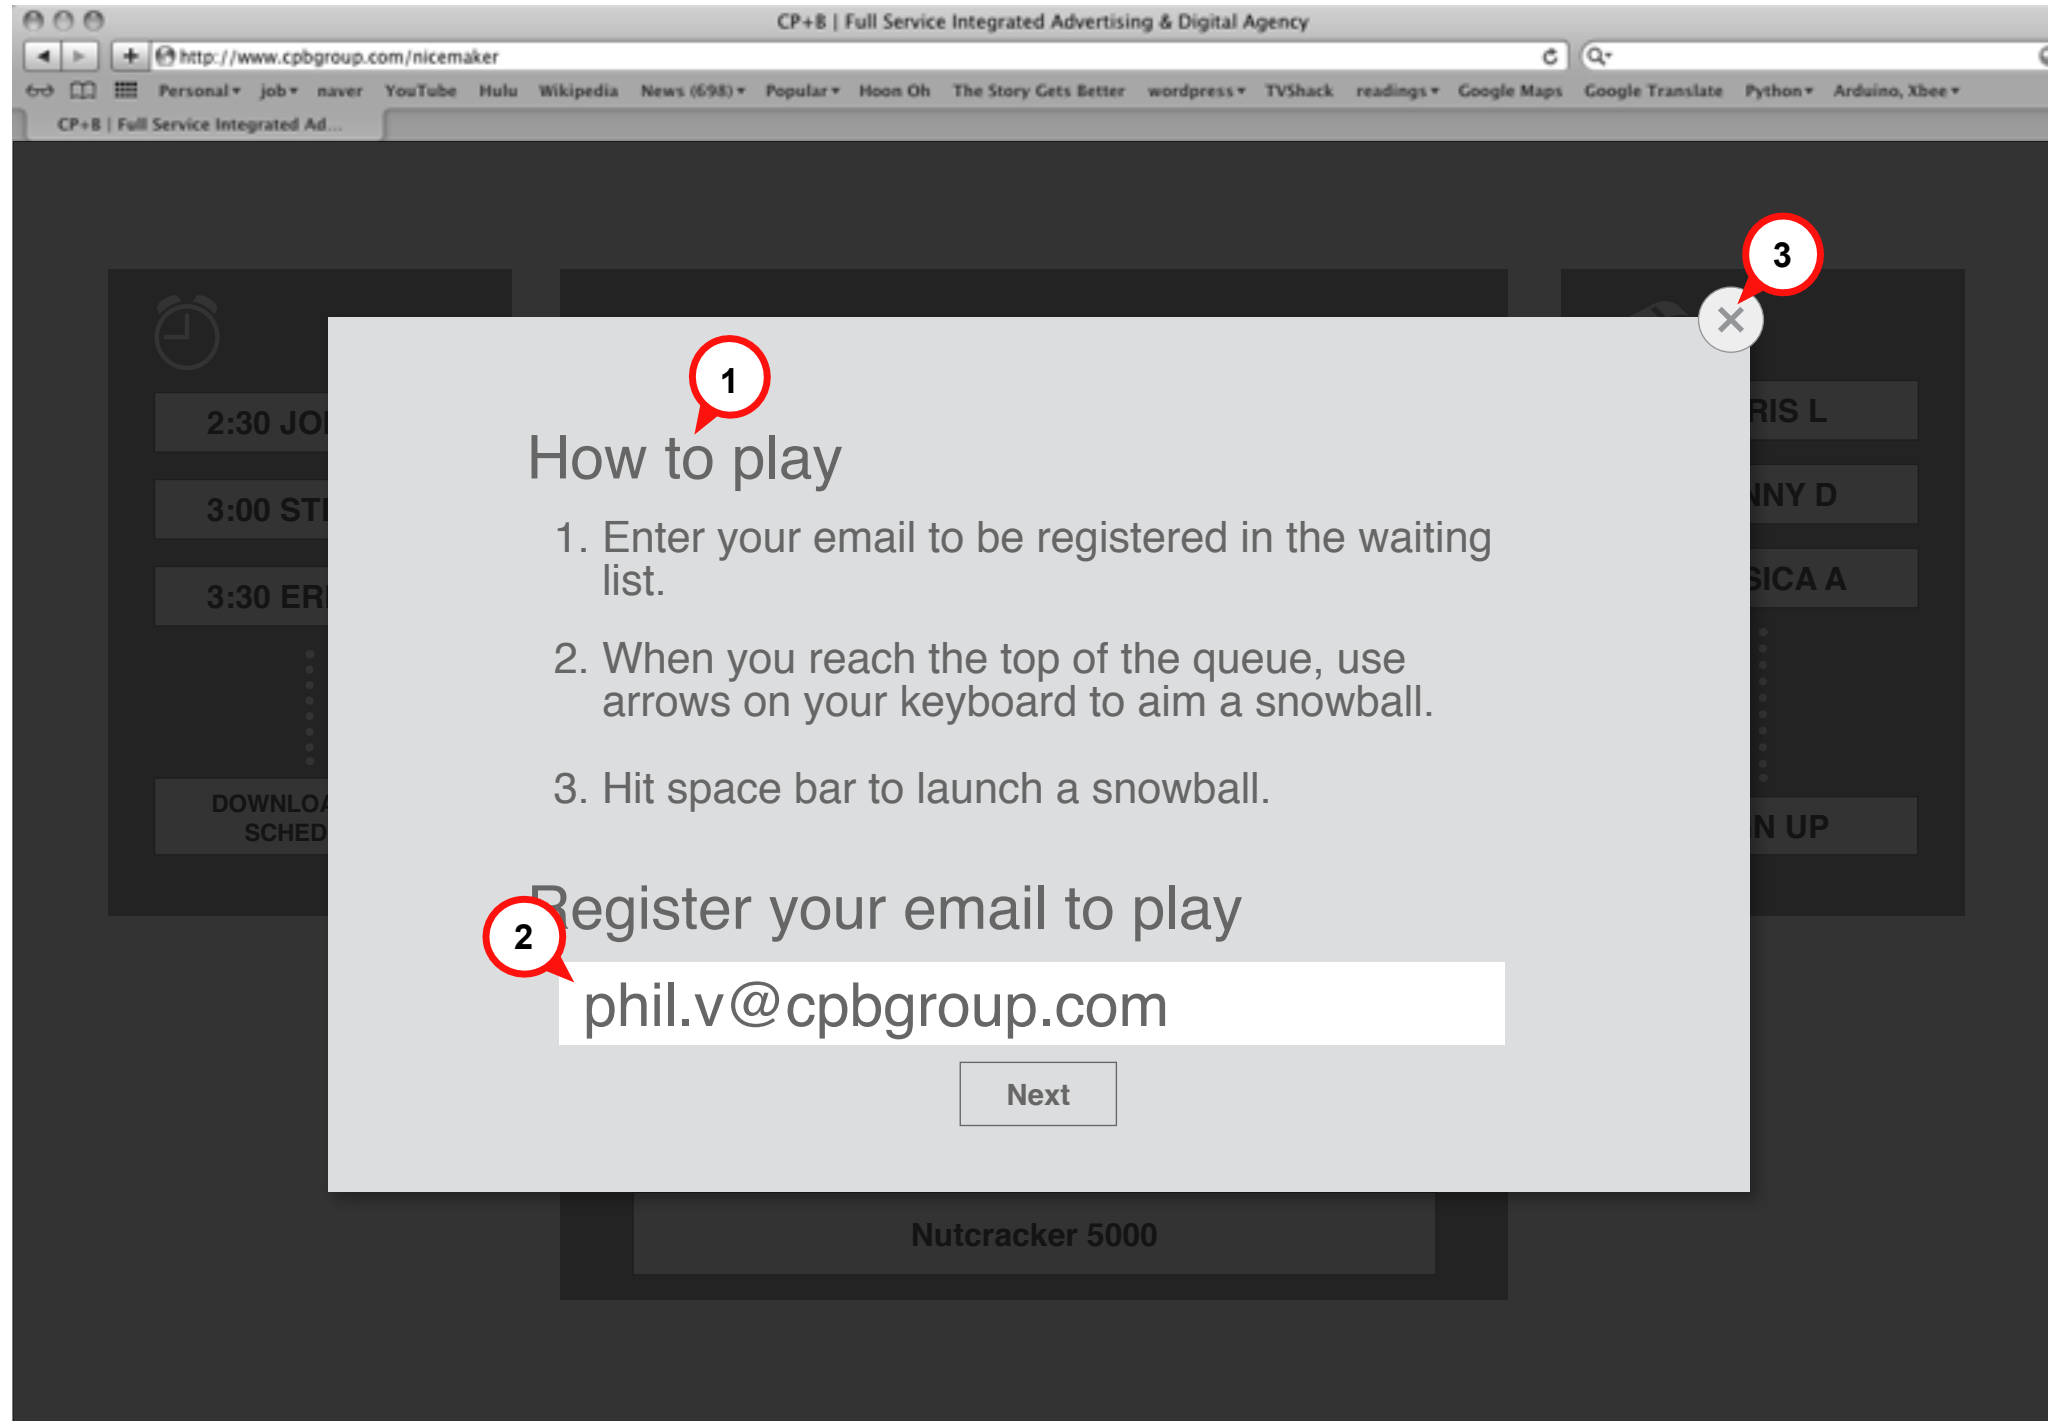 CP+B | Full Service Integrated Advertising & Digital Agency
http://www.cpbgroup.com/nicemaker
Personal job naver YouTube Hulu Wikipedia News (698) Popular Hoon Oh The Story Gets Better wordpress TVShack readings Google Maps Google Translate Python Arduino, Xbee
CP+B | Full Service Integrated Ad...
3
1
How to play
1. Enter your email to be registered in the waiting
list.
2. When you reach the top of the queue, use
arrows on your keyboard to aim a snowball.
3. Hit space bar to launch a snowball.
Register your email to play
2
phil.v@cpbgroup.com
Next
2:30 JO
3:00 ST
3:30 ER
DOWNLOA
SCHED
RIS L
NNY D
SICA A
N UP
Nutcracker 5000